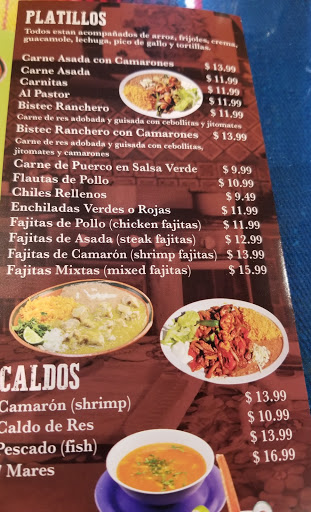 PLATILLOS
Todos estan acompañados de arroz, frijoles, crema,
guacamole, lechuga, pico de gallo y tortillas.
Carne Asada con Camarones $ 13.99
Carne Asada $ 11.99
Carnitas $ 11.99
Al Pastor $ 11.99
Bistec Ranchero $ 11.99
Carne de res adobada y guisada con cebollitas y jitomates
Bistec Ranchero con Camarones $ 13.99
Carne de res adobada y guisada con cebollitas,
jitomates y camarones
Carne de Puerco en Salsa Verde $ 9.99
Flautas de Pollo $ 10.99
Chiles Rellenos $ 9.49
Enchiladas Verdes o Rojas $ 11.99
Fajitas de Pollo (chicken fajitas) $ 11.99
Fajitas de Asada (steak fajitas) $ 12.99
Fajitas de Camarón (shrimp fajitas) $ 13.99
Fajitas Mixtas (mixed fajitas) $ 15.99
CALDOS
Camarón (shrimp) $ 13.99
Caldo de Res $ 10.99
Pescado (fish) $ 13.99
7 Mares $ 16.99